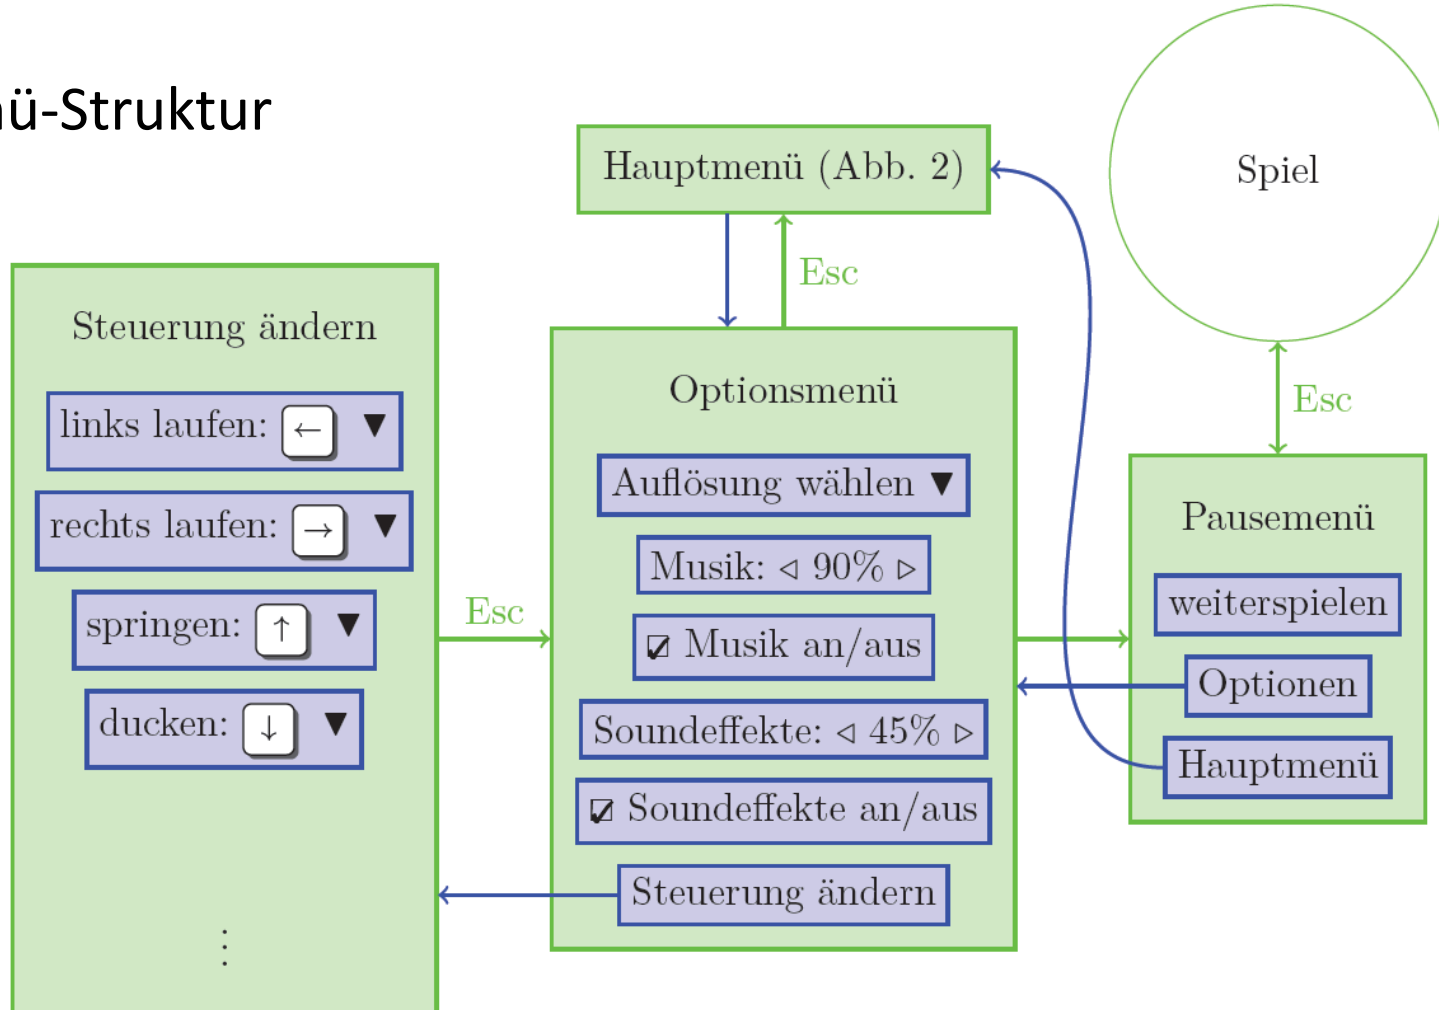 ü-Struktur
Hauptmenü (Abb. 2)
Spiel
Esc
Esc
Steuerung ändern
links laufen: ← ▼
rechts laufen: → ▼
springen: ↑ ▼
ducken: ↓ ▼
⋮
Esc
Optionsmenü
Auflösung wählen ▼
Musik: ◁ 90% ▷
☑ Musik an/aus
Soundeffekte: ◁ 45% ▷
☑ Soundeffekte an/aus
Steuerung ändern
Pausemenü
weiterspielen
Optionen
Hauptmenü